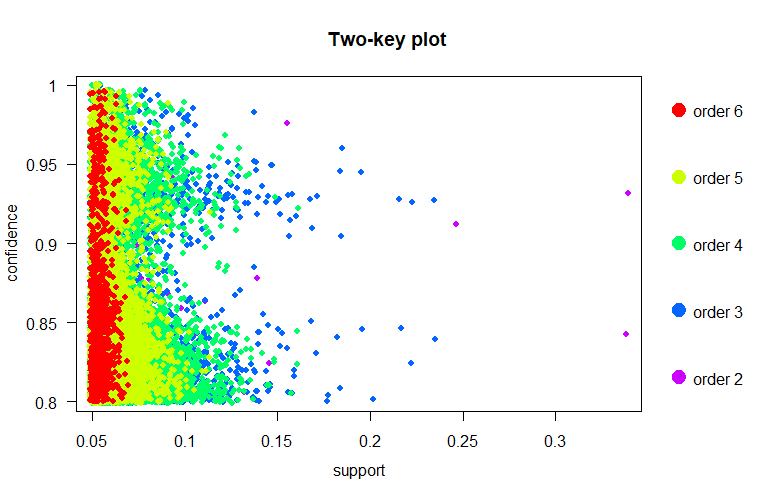 Two-key plot
confidence
1
0.95
0.9
0.85
0.8
0.05
0.1
0.15
0.2
0.25
0.3
support
order 6
order 5
order 4
order 3
order 2